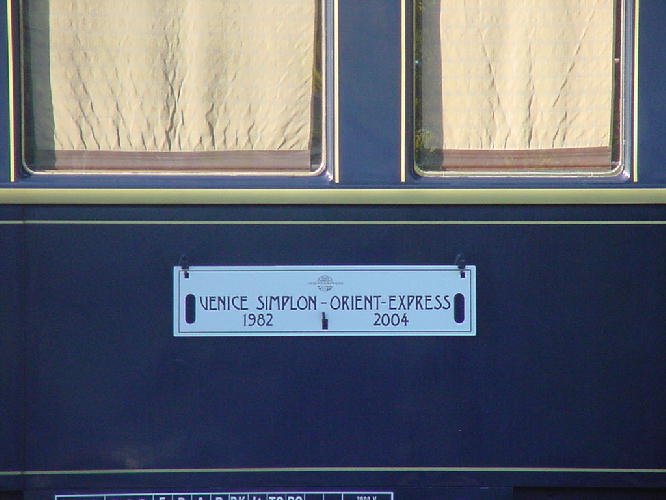 VENICE SIMPLON - ORIENT-EXPRESS
1982 2004